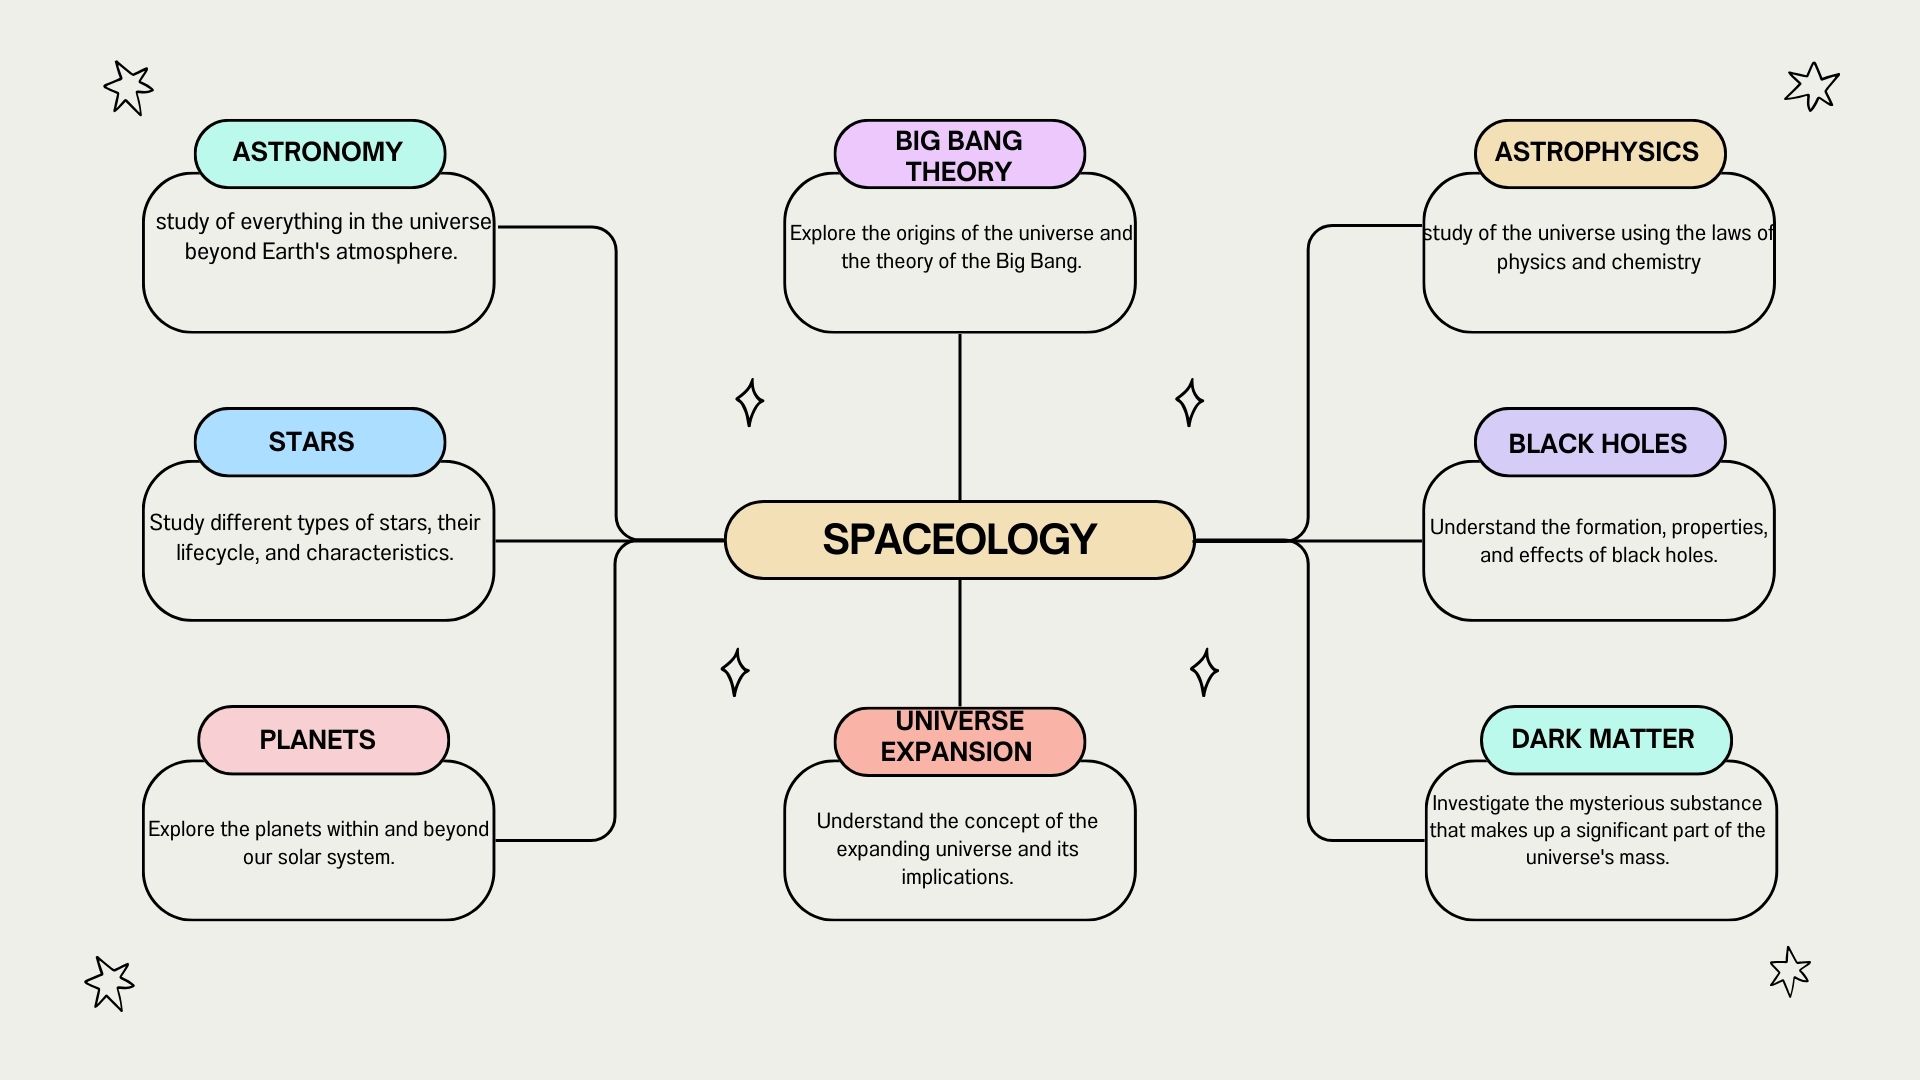 ASTRONOMY
study of everything in the universe
beyond Earth's atmosphere.
BIG BANG
THEORY
Explore the origins of the universe and
the theory of the Big Bang.
ASTROPHYSICS
study of the universe using the laws of
physics and chemistry
STARS
Study different types of stars, their
lifecycle, and characteristics.
SPACEOLOGY
BLACK HOLES
Understand the formation, properties,
and effects of black holes.
PLANETS
Explore the planets within and beyond
our solar system.
UNIVERSE
EXPANSION
Understand the concept of the
expanding universe and its
implications.
DARK MATTER
Investigate the mysterious substance
that makes up a significant part of the
universe's mass.